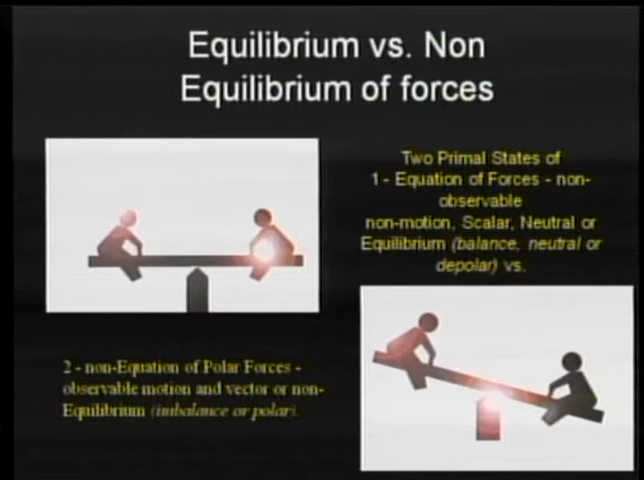 Equilibrium vs. Non
Equilibrium of forces
Two Primal States of
1 - Equation of Forces - non-
observable
non-motion, Scalar, Neutral or
Equilibrium (balance, neutral or
depolar) vs.
2 - non-Equation of Polar Forces -
observable motion and vector or non-
Equilibrium (imbalance or polar).